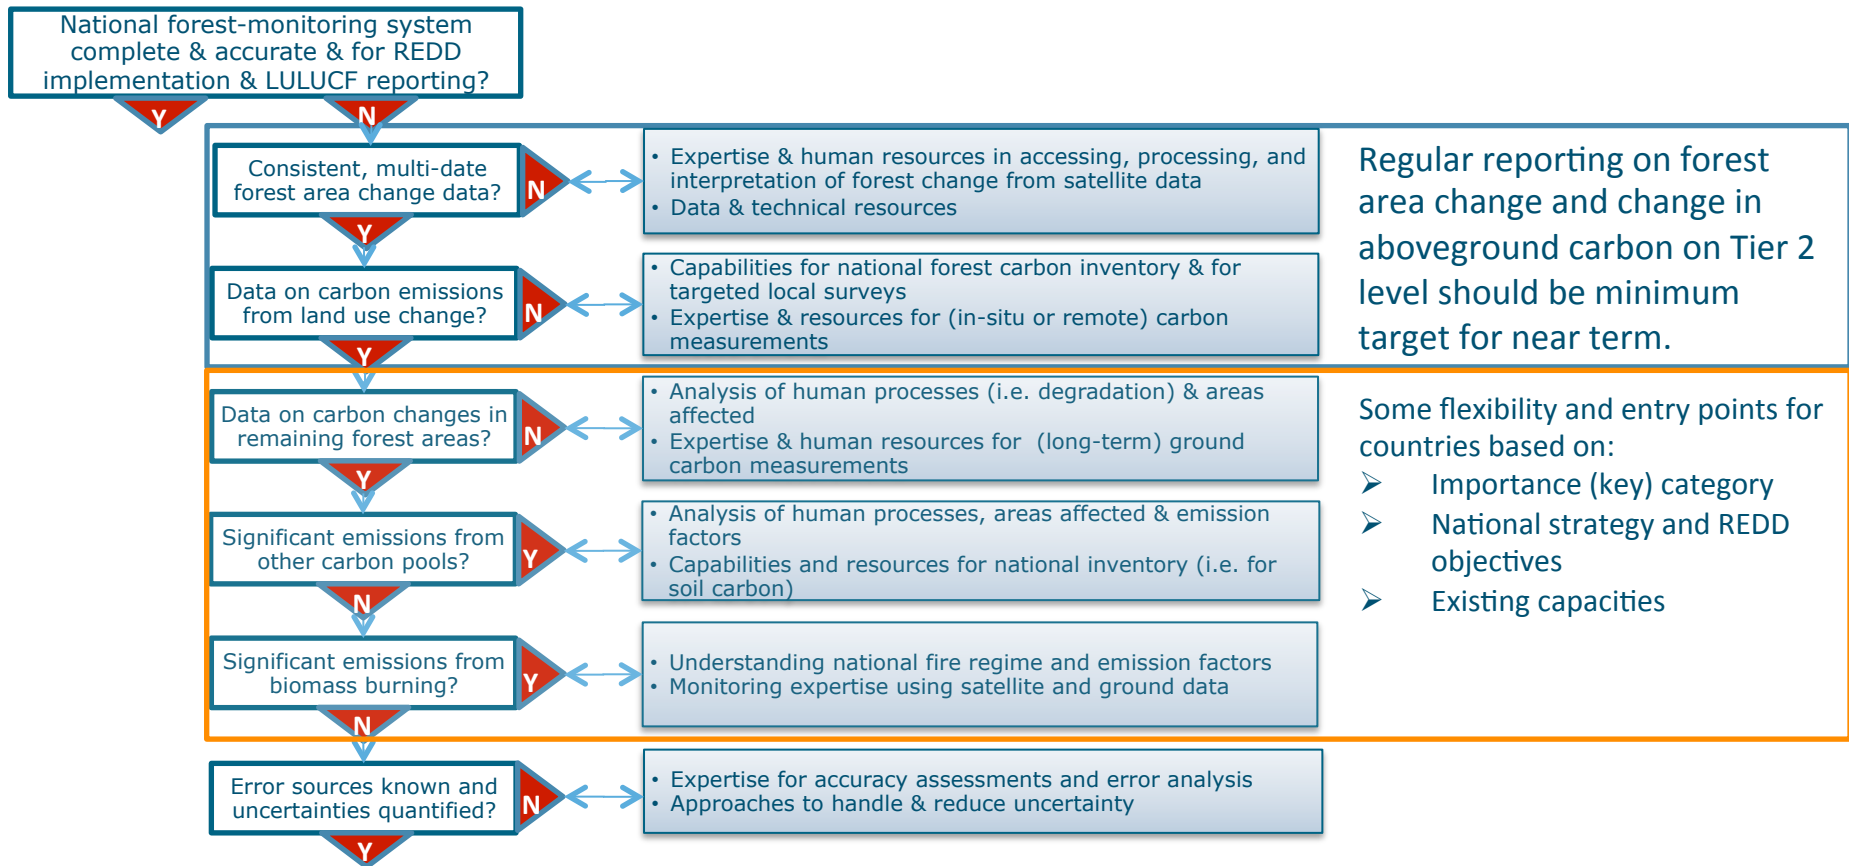 National forest-monitoring system
complete & accurate & for REDD
implementation & LULUCF reporting?
Y
N
Consistent, multi-date
forest area change data?
N
Y
• Expertise & human resources in accessing, processing, and
interpretation of forest change from satellite data
• Data & technical resources
Regular reporting on forest
area change and change in
aboveground carbon on Tier 2
level should be minimum
target for near term.
Data on carbon emissions
from land use change?
N
Y
• Capabilities for national forest carbon inventory & for
targeted local surveys
• Expertise & resources for (in-situ or remote) carbon
measurements
Data on carbon changes in
remaining forest areas?
N
Y
• Analysis of human processes (i.e. degradation) & areas
affected
• Expertise & human resources for (long-term) ground
carbon measurements
Some flexibility and entry points for
countries based on:
➢ Importance (key) category
➢ National strategy and REDD
objectives
➢ Existing capacities
Significant emissions from
other carbon pools?
Y
N
• Analysis of human processes, areas affected & emission
factors
• Capabilities and resources for national inventory (i.e. for
soil carbon)
Significant emissions from
biomass burning?
Y
N
• Understanding national fire regime and emission factors
• Monitoring expertise using satellite and ground data
Error sources known and
uncertainties quantified?
N
Y
• Expertise for accuracy assessments and error analysis
• Approaches to handle & reduce uncertainty